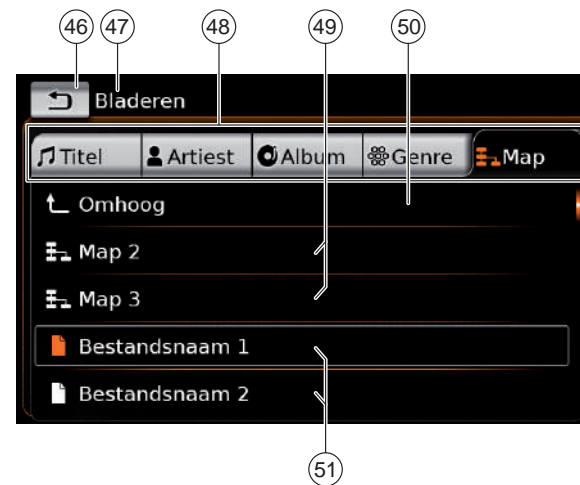 46 47 48 49 50
Bladeren
Titel Artiest Album Genre Map
Omhoog
Map 2
Map 3
Bestandsnaam 1
Bestandsnaam 2
51